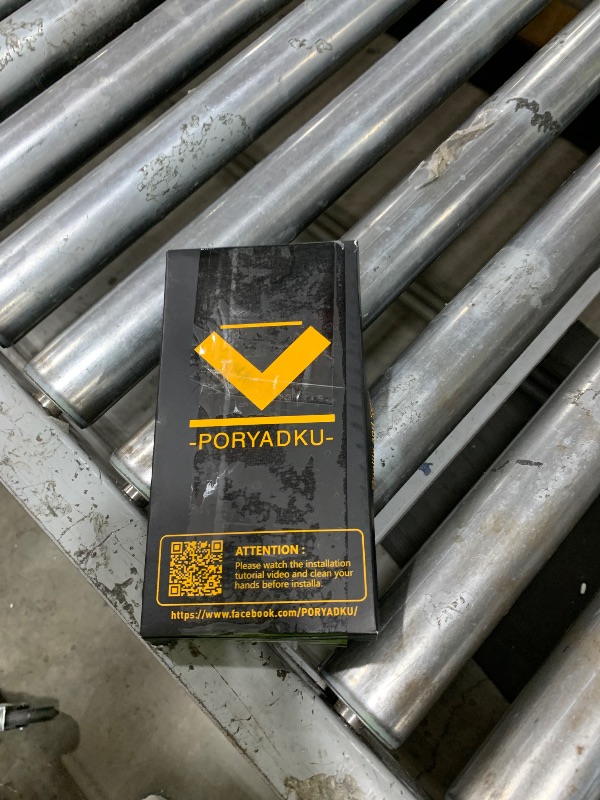 -PORYADKU-
ATTENTION :
Please watch the installation
tutorial video and clean your
hands before installa.
https://www.facebook.com/PORYADKU/